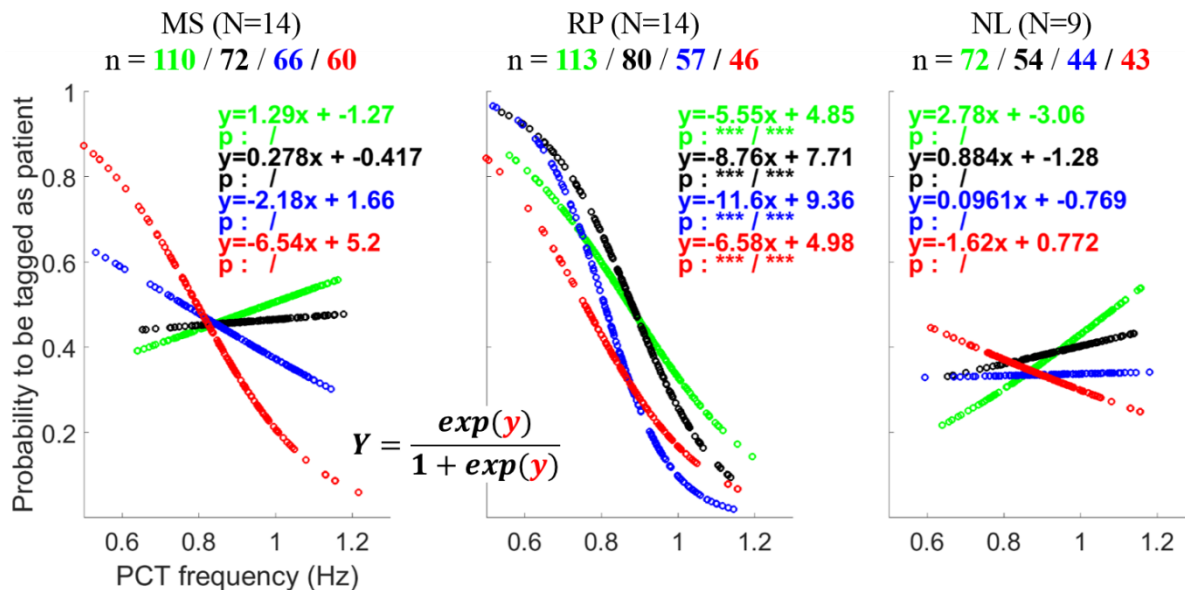 MS (N=14)
n = 110 / 72 / 66 / 60
RP (N=14)
n = 113 / 80 / 57 / 46
NL (N=9)
n = 72 / 54 / 44 / 43
Probability to be tagged as patient
1
0.8
0.6
0.4
0.2
y=1.29x + -1.27
p : /
y=0.278x + -0.417
p : /
y=-2.18x + 1.66
p : /
y=-6.54x + 5.2
p : /
y=-5.55x + 4.85
p : *** / ***
y=-8.76x + 7.71
p : *** / ***
y=-11.6x + 9.36
p : *** / ***
y=-6.58x + 4.98
p : *** / ***
y=2.78x + -3.06
p : /
y=0.884x + -1.28
p : /
y=0.0961x + -0.769
p : /
y=-1.62x + 0.772
p : /
Y = exp(y)
1 + exp(y)
0.6 0.8 1 1.2
0.6 0.8 1 1.2
0.6 0.8 1 1.2
PCT frequency (Hz)